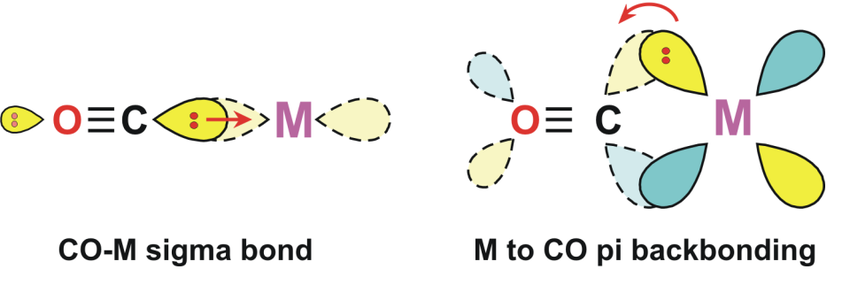 O≡C M
O≡C M
CO-M sigma bond
M to CO pi backbonding